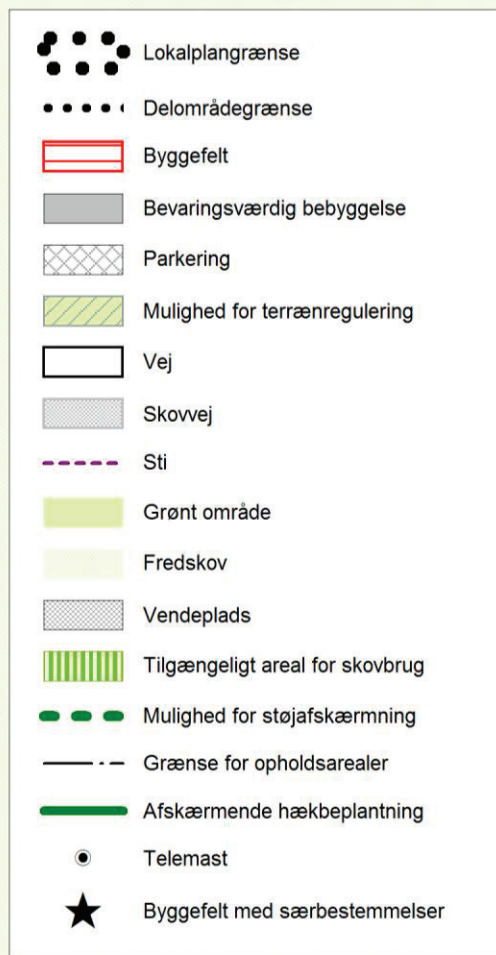 Lokalplangrænse
Delområdegrænse
Byggefelt
Bevaringsværdig bebyggelse
Parkering
Mulighed for terrænregulering
Vej
Skovvej
Sti
Grønt område
Fredskov
Vendeplads
Tilgængeligt areal for skovbrug
Mulighed for støjafskærmning
Grænse for opholdsarealer
Afskærmende hækbeplantning
Telemast
Byggefelt med særbestemmelser